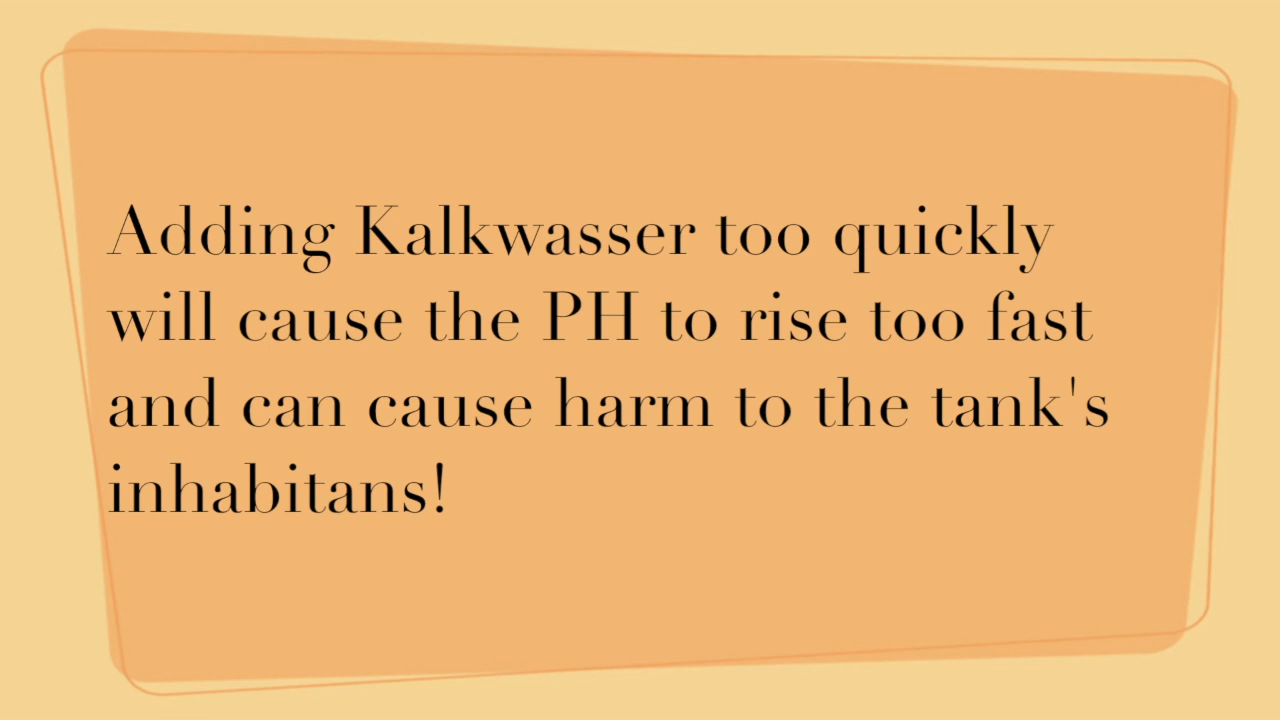 Adding Kalkwasser too quickly
will cause the PH to rise too fast
and can cause harm to the tank's
inhabitans!